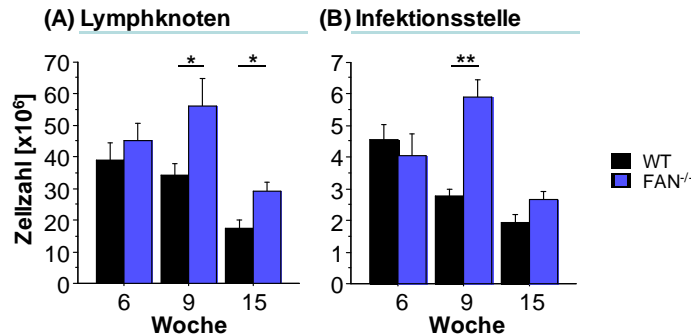 (A) Lymphknoten
(B) Infektionsstelle
Zellzahl [x10⁶]
70
60
50
40
30
20
10
0
* *
6 9 15
Woche
7
6
5
4
3
2
1
0
**
6 9 15
Woche
WT
FAN⁻/⁻